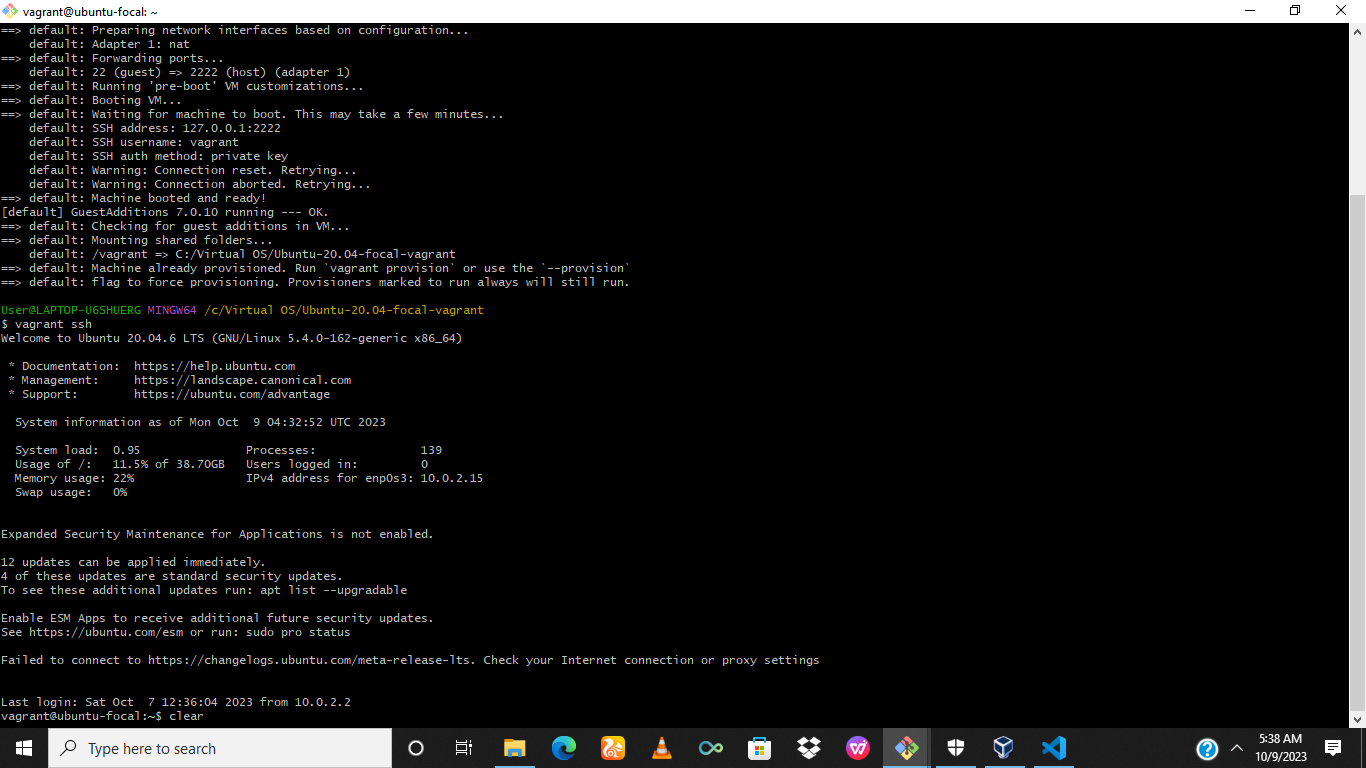 vagrant@ubuntu-focal: ~
==> default: Preparing network interfaces based on configuration...
    default: Adapter 1: nat
==> default: Forwarding ports...
    default: 22 (guest) => 2222 (host) (adapter 1)
==> default: Running 'pre-boot' VM customizations...
==> default: Booting VM...
==> default: Waiting for machine to boot. This may take a few minutes...
    default: SSH address: 127.0.0.1:2222
    default: SSH username: vagrant
    default: SSH auth method: private key
    default: Warning: Connection reset. Retrying...
    default: Warning: Connection aborted. Retrying...
==> default: Machine booted and ready!
[default] GuestAdditions 7.0.10 running --- OK.
==> default: Checking for guest additions in VM...
==> default: Mounting shared folders...
    default: /vagrant => C:/Virtual OS/Ubuntu-20.04-focal-vagrant
==> default: Machine already provisioned. Run `vagrant provision` or use the `--provision`
==> default: flag to force provisioning. Provisioners marked to run always will still run.
User@LAPTOP-U6SHUERG MINGW64 /c/Virtual OS/Ubuntu-20.04-focal-vagrant
$ vagrant ssh
Welcome to Ubuntu 20.04.6 LTS (GNU/Linux 5.4.0-162-generic x86_64)
 * Documentation:  https://help.ubuntu.com
 * Management:     https://landscape.canonical.com
 * Support:        https://ubuntu.com/advantage
  System information as of Mon Oct  9 04:32:52 UTC 2023
  System load:  0.95               Processes:               139
  Usage of /:   11.5% of 38.70GB   Users logged in:         0
  Memory usage: 22%                IPv4 address for enp0s3: 10.0.2.15
  Swap usage:   0%
Expanded Security Maintenance for Applications is not enabled.
12 updates can be applied immediately.
4 of these updates are standard security updates.
To see these additional updates run: apt list --upgradable
Enable ESM Apps to receive additional future security updates.
See https://ubuntu.com/esm or run: sudo pro status
Failed to connect to https://changelogs.ubuntu.com/meta-release-lts. Check your Internet connection or proxy settings
Last login: Sat Oct  7 12:36:04 2023 from 10.0.2.2
vagrant@ubuntu-focal:~$ clear
Type here to search
5:38 AM
10/9/2023